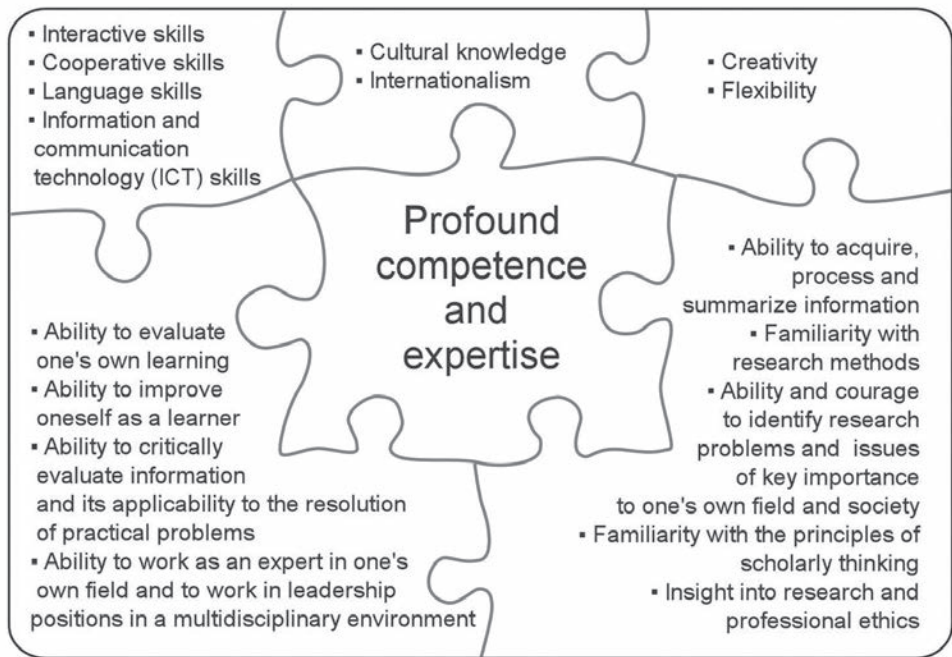 ▪ Interactive skills
▪ Cooperative skills
▪ Language skills
▪ Information and
communication
technology (ICT) skills
▪ Cultural knowledge
▪ Internationalism
▪ Creativity
▪ Flexibility
Profound
competence
and
expertise
▪ Ability to evaluate
one's own learning
▪ Ability to improve
oneself as a learner
▪ Ability to critically
evaluate information
and its applicability to the resolution
of practical problems
▪ Ability to work as an expert in one's
own field and to work in leadership
positions in a multidisciplinary environment
▪ Ability to acquire,
process and
summarize information
▪ Familiarity with
research methods
▪ Ability and courage
to identify research
problems and issues
of key importance
to one's own field and society
▪ Familiarity with the principles of
scholarly thinking
▪ Insight into research and
professional ethics